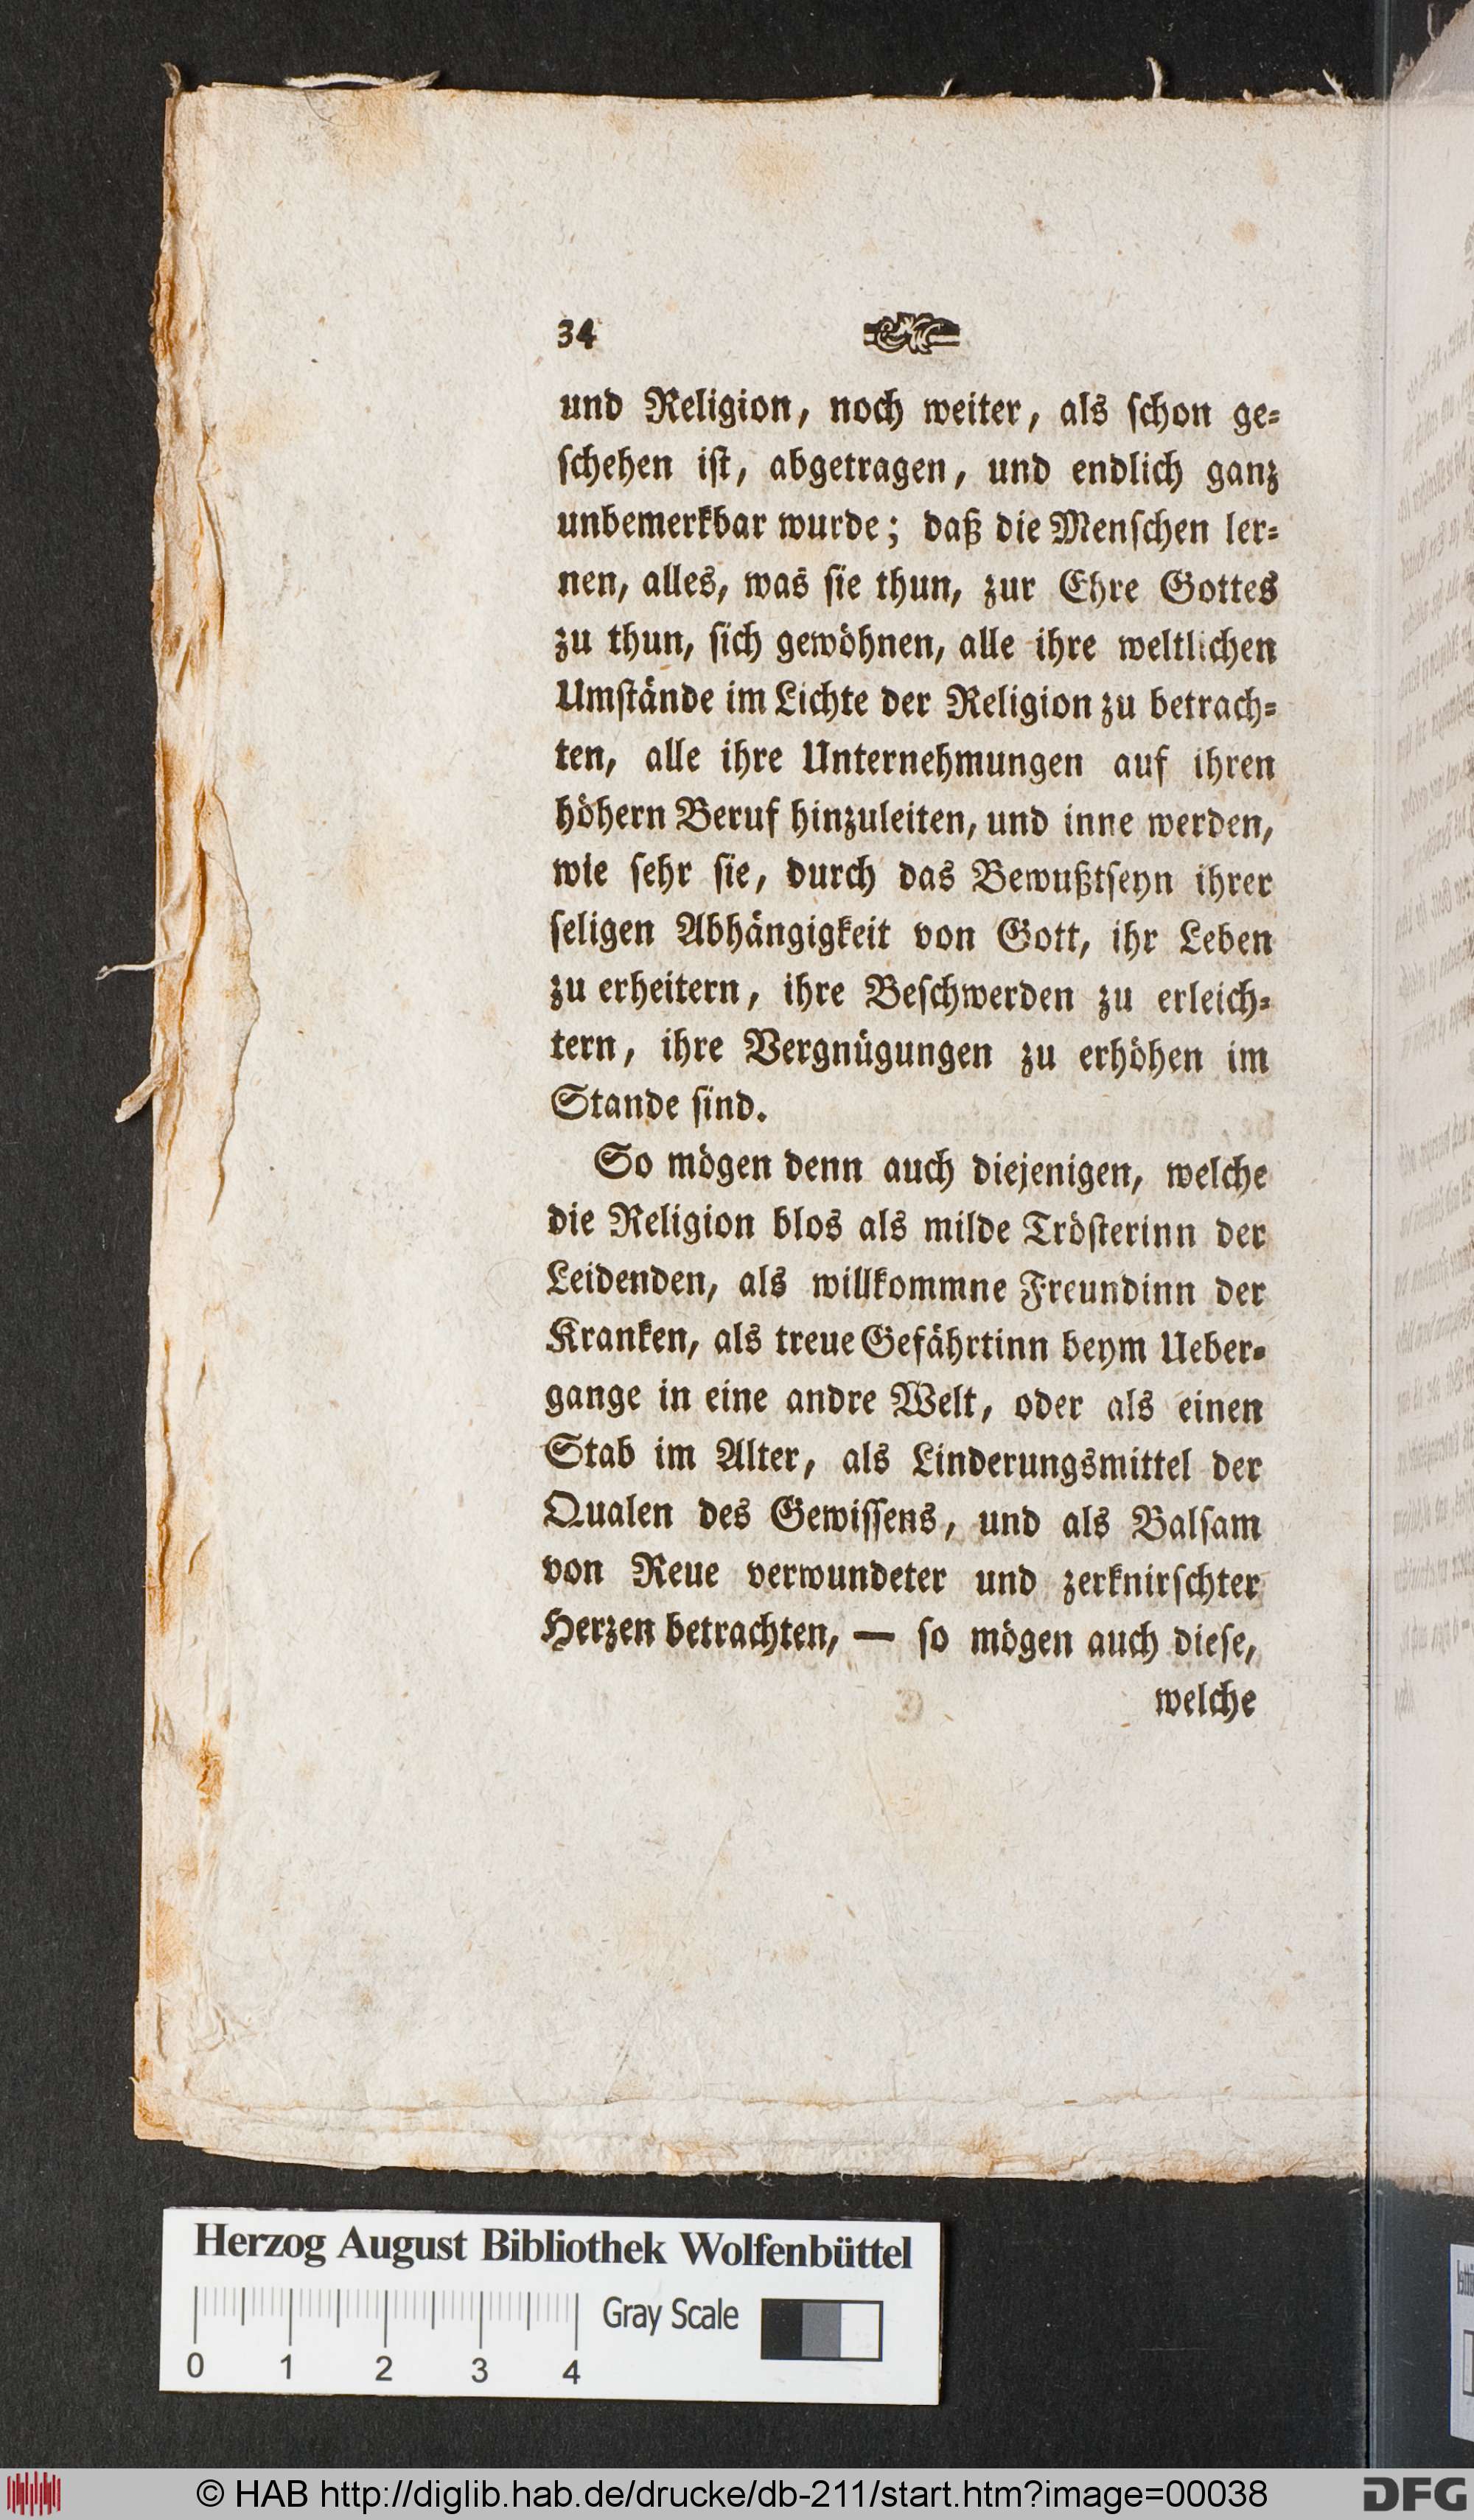 34
und Religion, noch weiter, als schon ge-
schehen ist, abgetragen, und endlich ganz
unbemerkbar wurde; daß die Menschen ler-
nen, alles, was sie thun, zur Ehre Gottes
zu thun, sich gewöhnen, alle ihre weltlichen
Umstände im Lichte der Religion zu betrach-
ten, alle ihre Unternehmungen auf ihren
höhern Beruf hinzuleiten, und inne werden,
wie sehr sie, durch das Bewußtseyn ihrer
seligen Abhängigkeit von Gott, ihr Leben
zu erheitern, ihre Beschwerden zu erleich-
tern, ihre Vergnügungen zu erhöhen im
Stande sind.
So mögen denn auch diejenigen, welche
die Religion blos als milde Trösterinn der
Leidenden, als willkommne Freundinn der
Kranken, als treue Gefährtinn beym Ueber-
gange in eine andre Welt, oder als einen
Stab im Alter, als Linderungsmittel der
Qualen des Gewissens, und als Balsam
von Reue verwundeter und zerknirschter
Herzen betrachten, — so mögen auch diese,
welche
Herzog August Bibliothek Wolfenbüttel
Gray Scale
0 1 2 3 4
© HAB http://diglib.hab.de/drucke/db-211/start.htm?image=00038
DFG